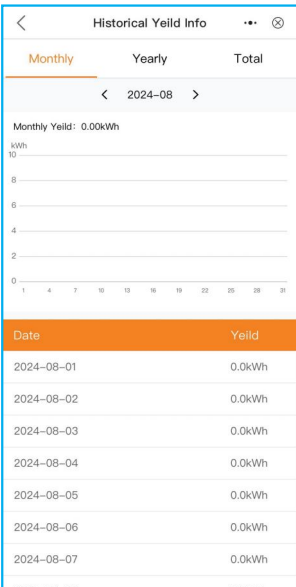 Historical Yeild Info
Monthly Yearly Total
2024-08
Monthly Yeild: 0.00kWh
kWh
10
8
6
4
2
0
1 4 7 10 13 16 19 22 25 28 31
Date Yeild
2024-08-01 0.0kWh
2024-08-02 0.0kWh
2024-08-03 0.0kWh
2024-08-04 0.0kWh
2024-08-05 0.0kWh
2024-08-06 0.0kWh
2024-08-07 0.0kWh